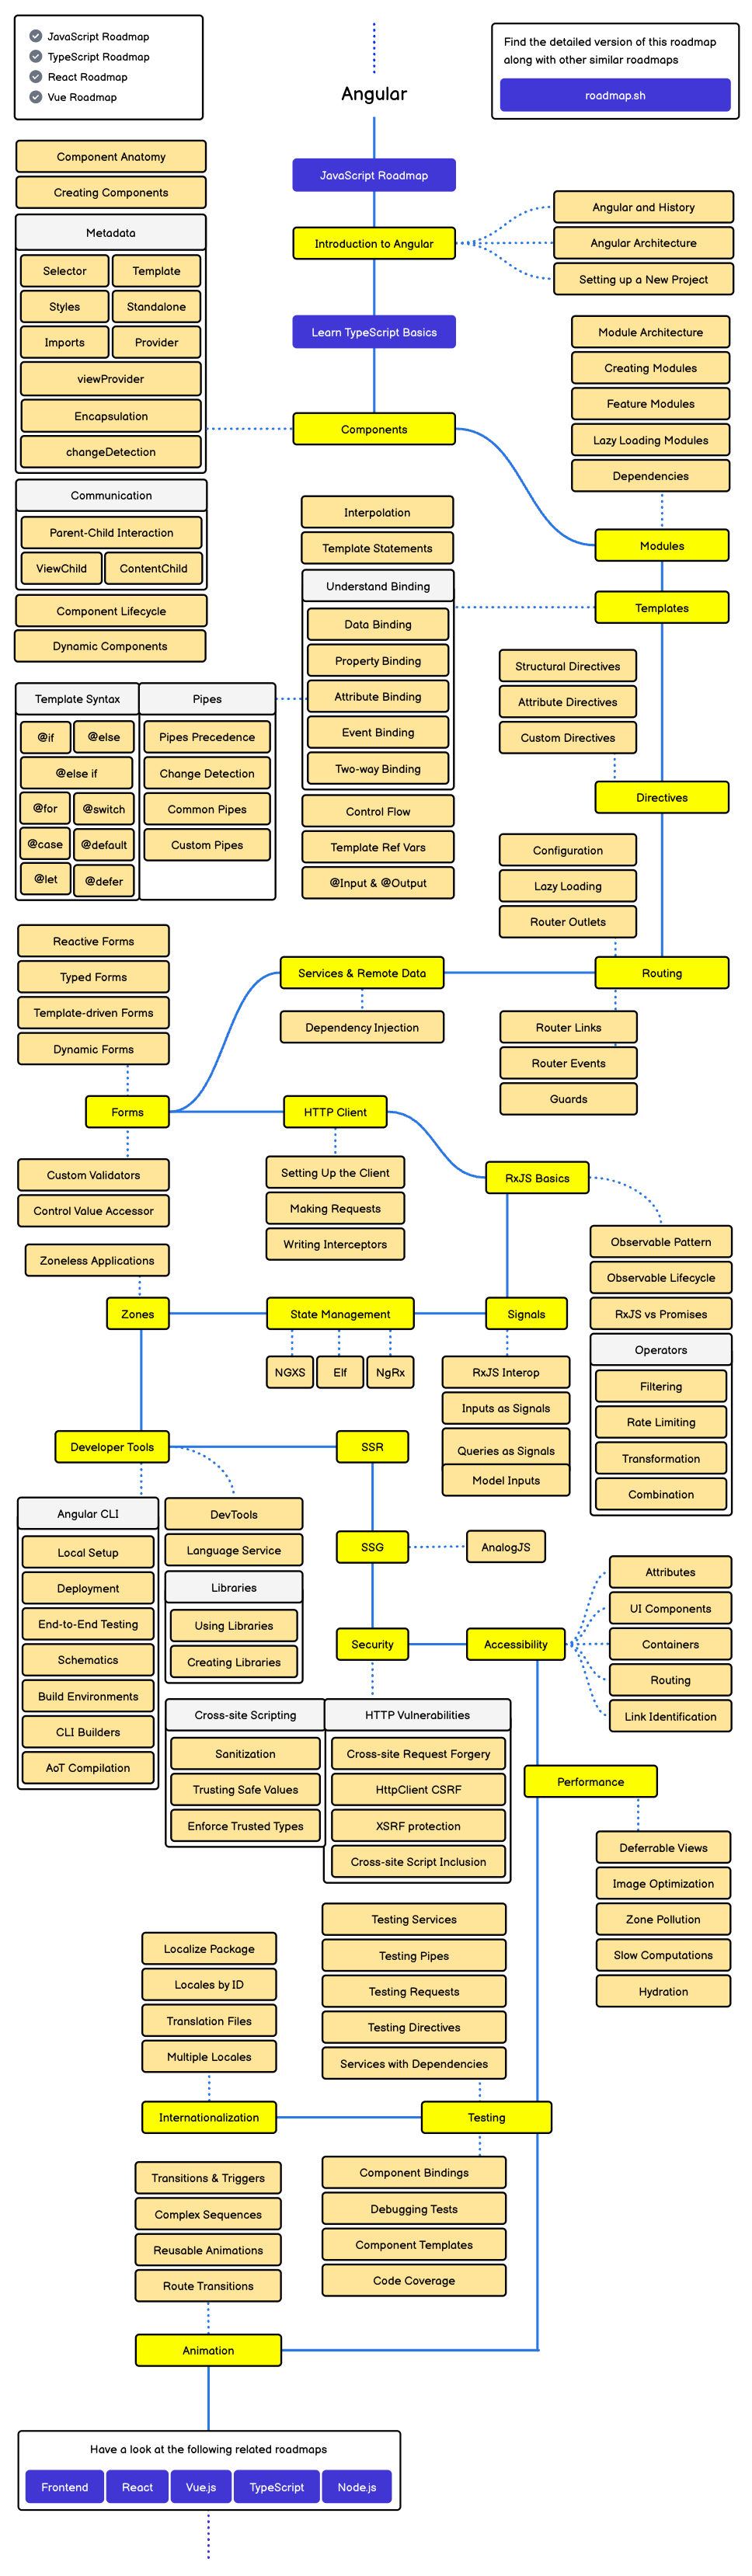 JavaScript Roadmap
TypeScript Roadmap
React Roadmap
Vue Roadmap
Find the detailed version of this roadmap
along with other similar roadmaps
roadmap.sh
Angular
JavaScript Roadmap
Introduction to Angular
Angular and History
Angular Architecture
Setting up a New Project
Learn TypeScript Basics
Components
Component Anatomy
Creating Components
Metadata
Selector
Template
Styles
Standalone
Imports
Provider
viewProvider
Encapsulation
changeDetection
Communication
Parent-Child Interaction
ViewChild
ContentChild
Component Lifecycle
Dynamic Components
Module Architecture
Creating Modules
Feature Modules
Lazy Loading Modules
Dependencies
Modules
Templates
Interpolation
Template Statements
Understand Binding
Data Binding
Property Binding
Attribute Binding
Event Binding
Two-way Binding
Control Flow
Template Ref Vars
@Input & @Output
Template Syntax
@if
@else
@else if
@for
@switch
@case
@default
@let
@defer
Pipes
Pipes Precedence
Change Detection
Common Pipes
Custom Pipes
Structural Directives
Attribute Directives
Custom Directives
Directives
Configuration
Lazy Loading
Router Outlets
Routing
Router Links
Router Events
Guards
Services & Remote Data
Dependency Injection
Reactive Forms
Typed Forms
Template-driven Forms
Dynamic Forms
Forms
Custom Validators
Control Value Accessor
HTTP Client
Setting Up the Client
Making Requests
Writing Interceptors
RxJS Basics
Observable Pattern
Observable Lifecycle
RxJS vs Promises
Operators
Filtering
Rate Limiting
Transformation
Combination
Signals
RxJS Interop
Inputs as Signals
Queries as Signals
Model Inputs
State Management
NGXS
Elf
NgRx
Zoneless Applications
Zones
Developer Tools
Angular CLI
Local Setup
Deployment
End-to-End Testing
Schematics
Build Environments
CLI Builders
AoT Compilation
DevTools
Language Service
Libraries
Using Libraries
Creating Libraries
SSR
SSG
AnalogJS
Security
Cross-site Scripting
Sanitization
Trusting Safe Values
Enforce Trusted Types
HTTP Vulnerabilities
Cross-site Request Forgery
HttpClient CSRF
XSRF protection
Cross-site Script Inclusion
Accessibility
Attributes
UI Components
Containers
Routing
Link Identification
Performance
Deferrable Views
Image Optimization
Zone Pollution
Slow Computations
Hydration
Testing Services
Testing Pipes
Testing Requests
Testing Directives
Services with Dependencies
Testing
Component Bindings
Debugging Tests
Component Templates
Code Coverage
Localize Package
Locales by ID
Translation Files
Multiple Locales
Internationalization
Transitions & Triggers
Complex Sequences
Reusable Animations
Route Transitions
Animation
Have a look at the following related roadmaps
Frontend
React
Vue.js
TypeScript
Node.js